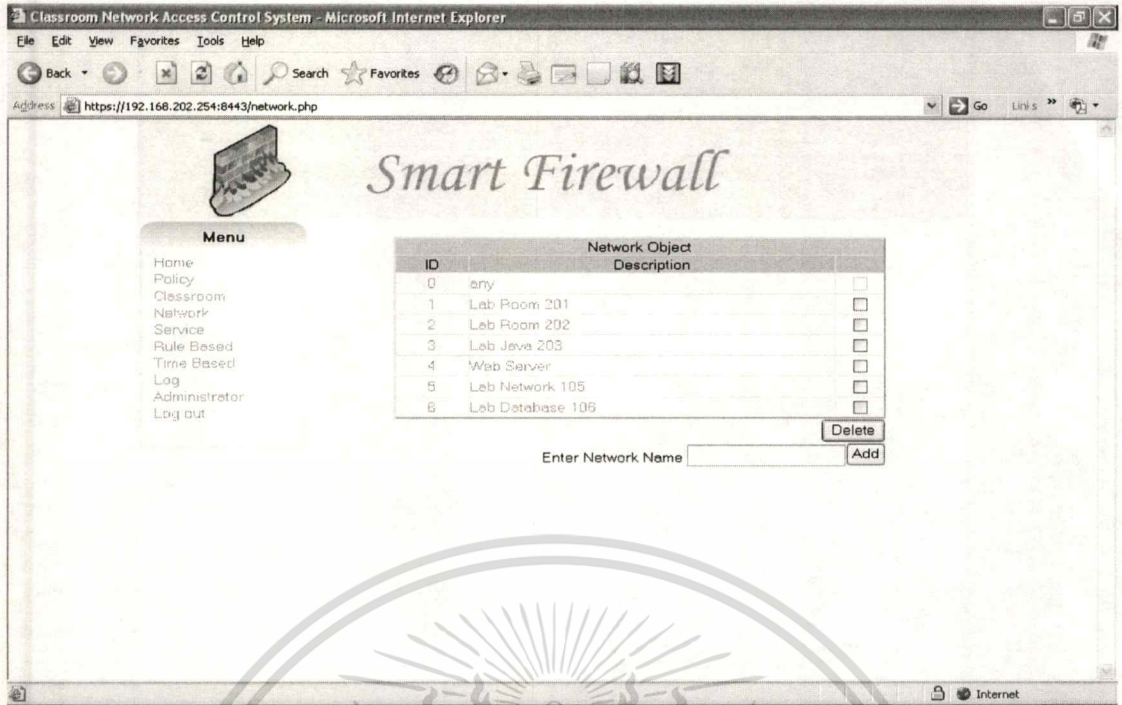 Classroom Network Access Control System - Microsoft Internet Explorer
File Edit View Favorites Tools Help
Back Search Favorites
Address https://192.168.202.254:8443/network.php Go Links »
Smart Firewall
Menu
Home
Policy
Classroom
Network
Service
Rule Based
Time Based
Log
Administrator
Log out
Network Object
ID Description
0 any
1 Lab Room 201
2 Lab Room 202
3 Lab Java 203
4 Web Server
5 Lab Network 105
6 Lab Database 106
Delete
Enter Network Name Add
Internet